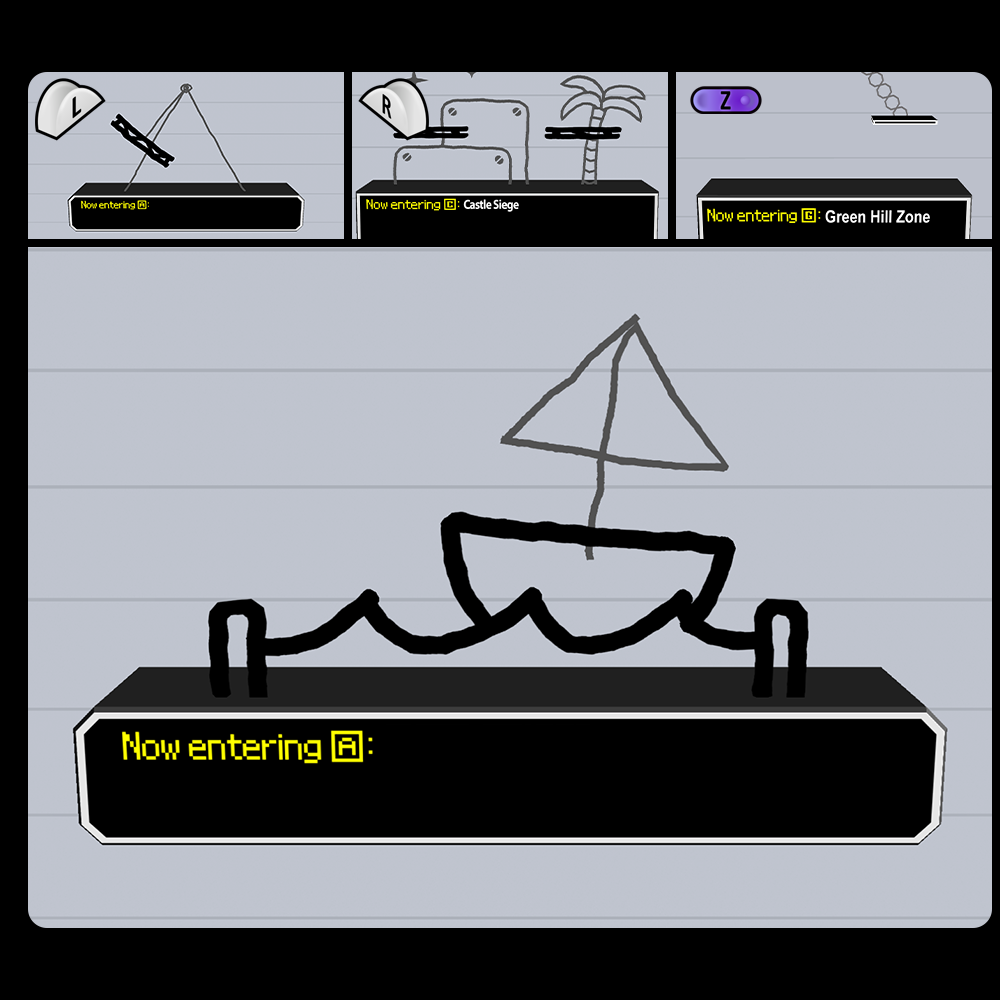 L
Now entering A:
R
Now entering C: Castle Siege
Z
Now entering G: Green Hill Zone
Now entering A: